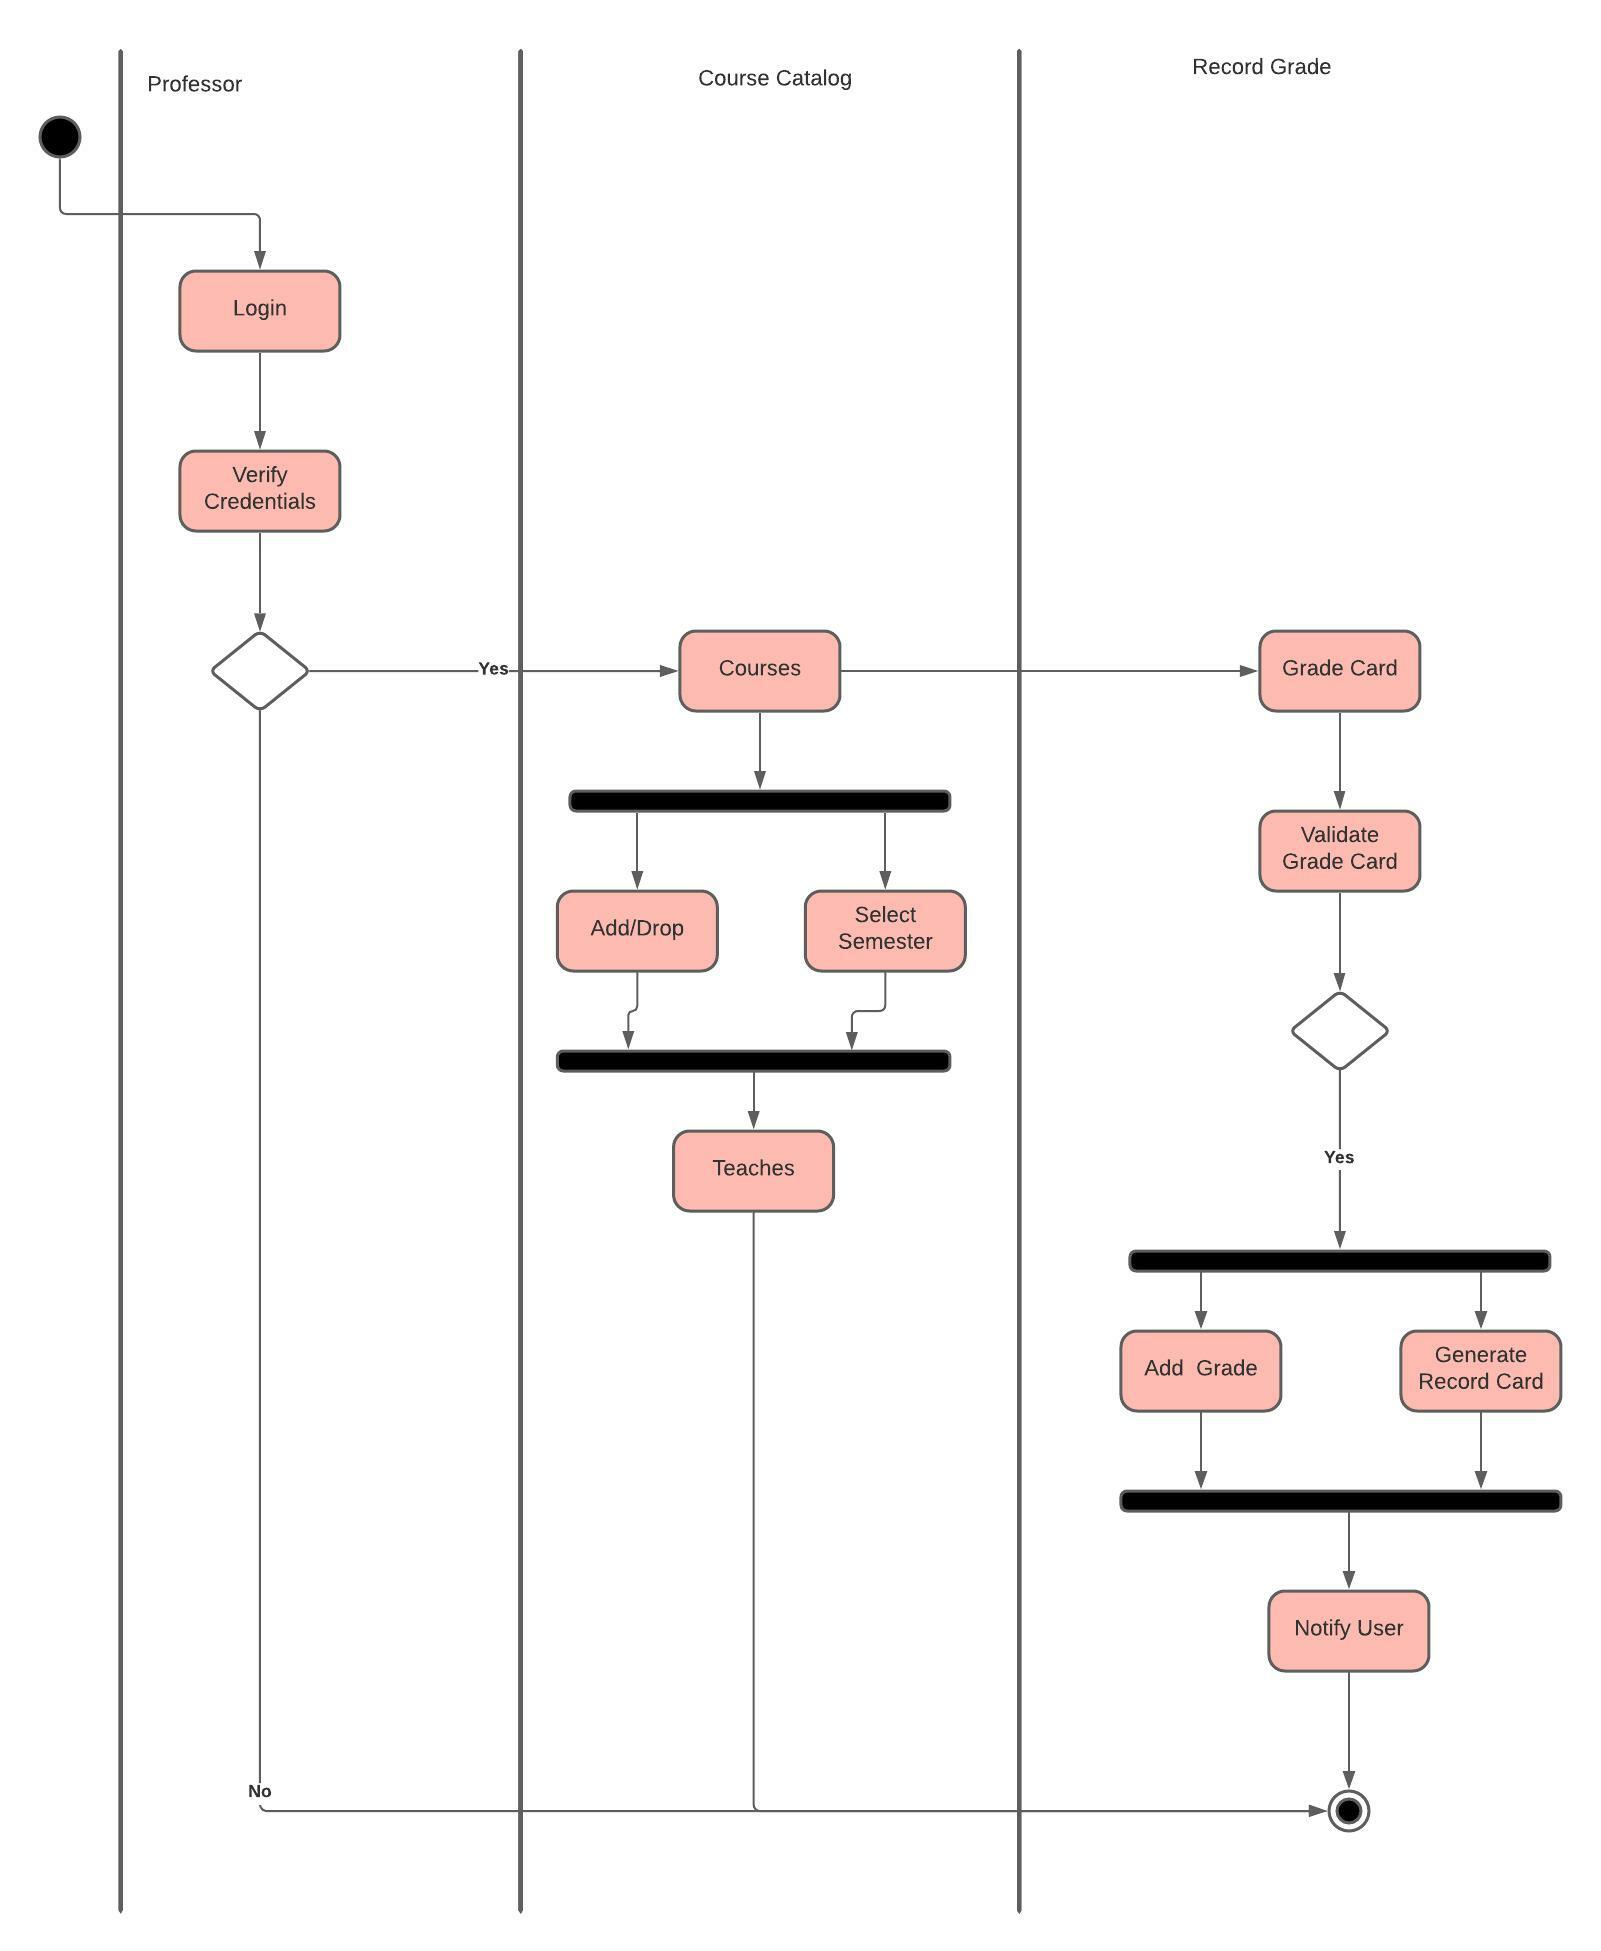 Professor
Course Catalog
Record Grade
Login
Verify
Credentials
Yes
Courses
Grade Card
Validate
Grade Card
Add/Drop
Select
Semester
Yes
Teaches
Add  Grade
Generate
Record Card
Notify User
No